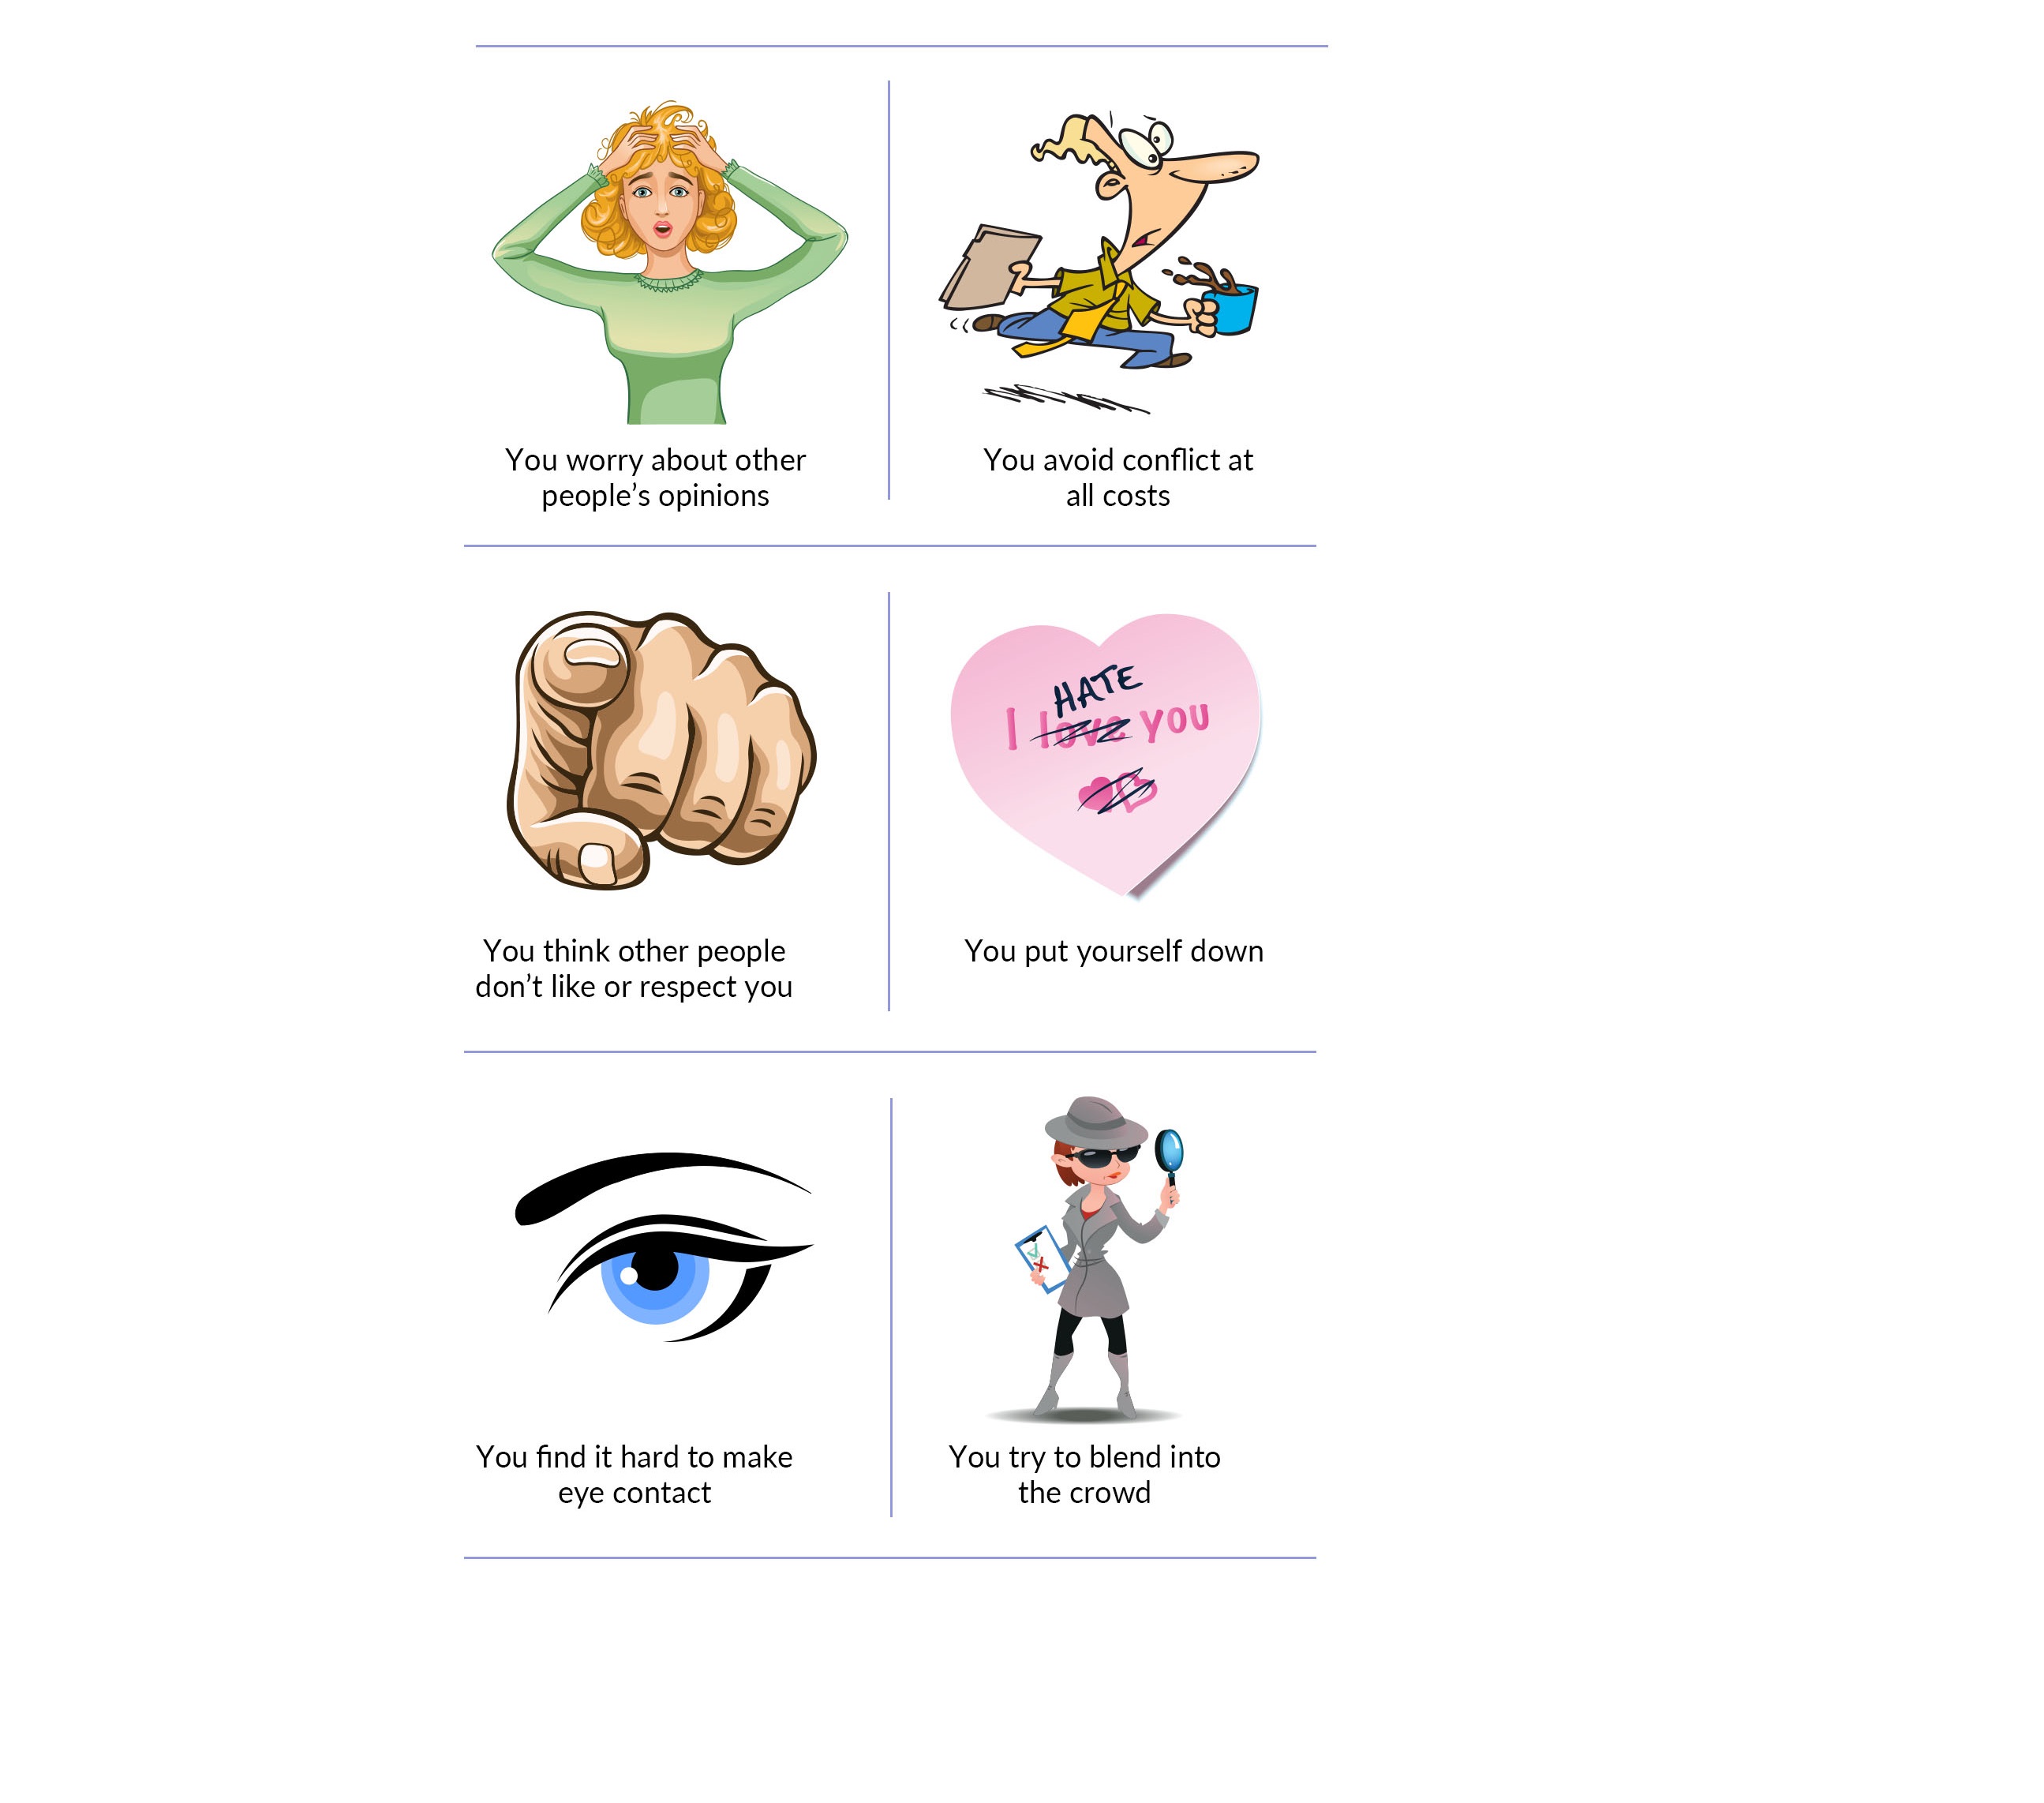 You worry about other
people’s opinions
You avoid conflict at
all costs
HATE
I love you
You think other people
don’t like or respect you
You put yourself down
You find it hard to make
eye contact
You try to blend into
the crowd